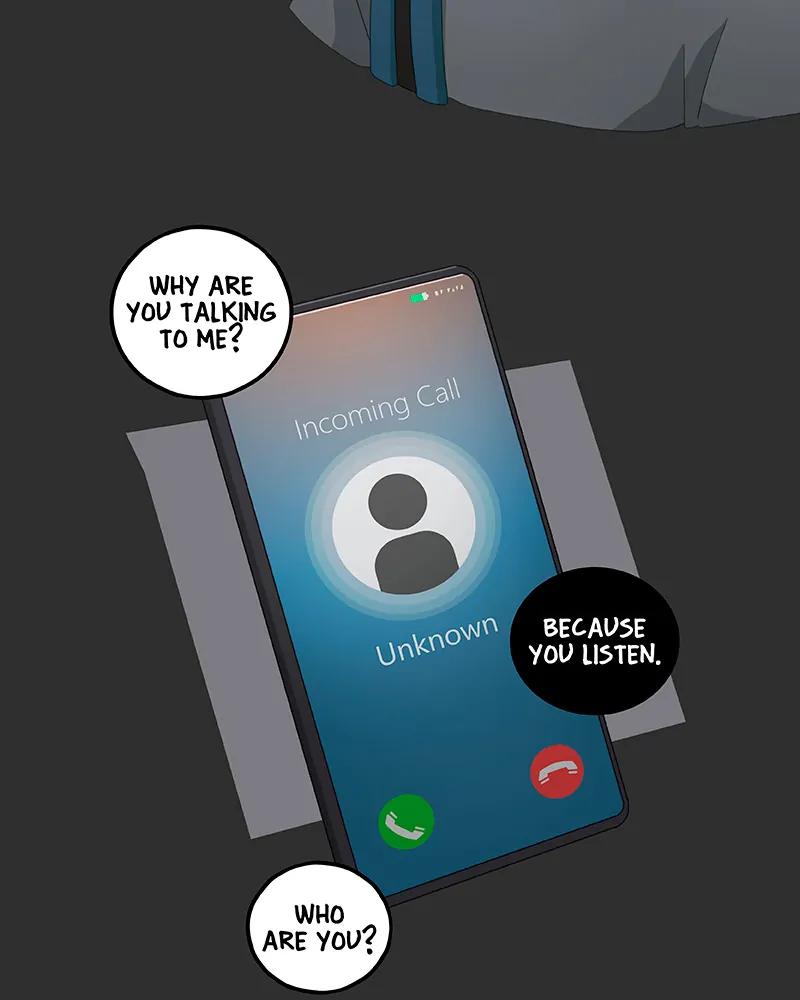 WHY ARE
YOU TALKING
TO ME?
Incoming Call
Unknown
BECAUSE
YOU LISTEN.
WHO
ARE YOU?